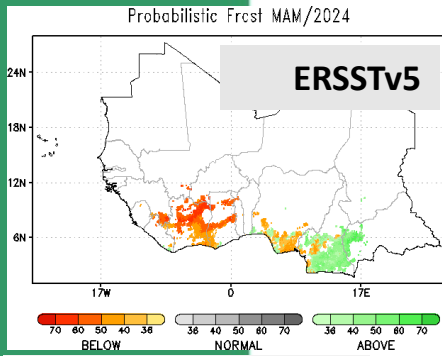 Probabilistic Frcst MAM/2024
ERSSTv5
24N
18N
12N
6N
17W 0 17E
70 60 50 40 36 36 40 50 60 70 36 40 50 60 70
BELOW NORMAL ABOVE